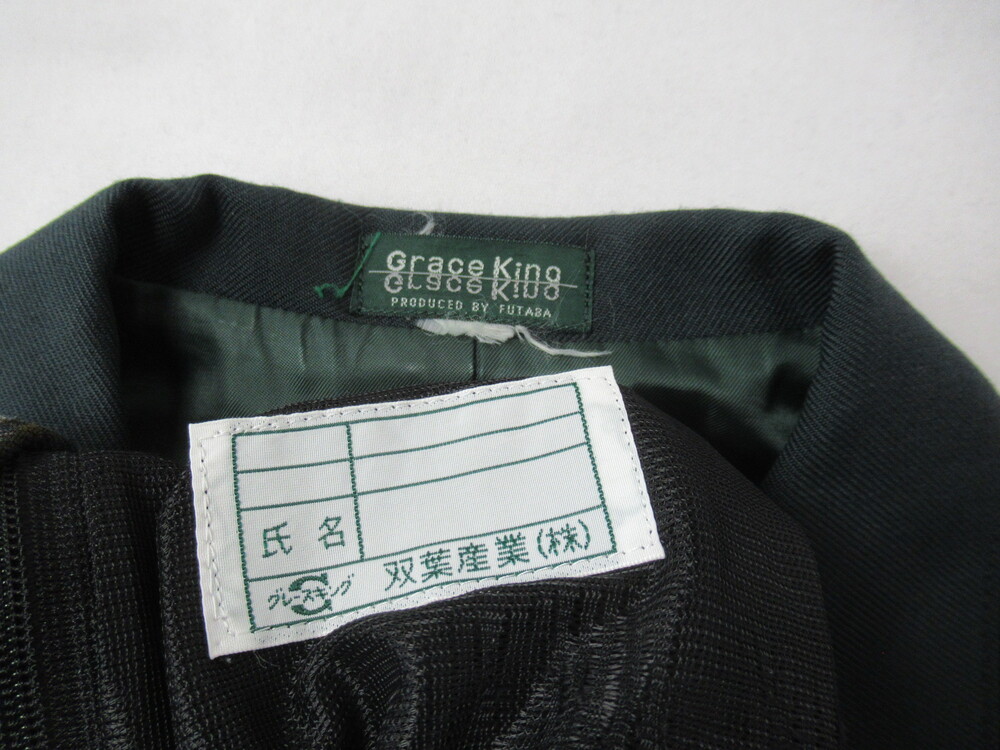 Grace King
Grace King
PRODUCED BY FUTABA
氏名
グレースキング
双葉産業(株)